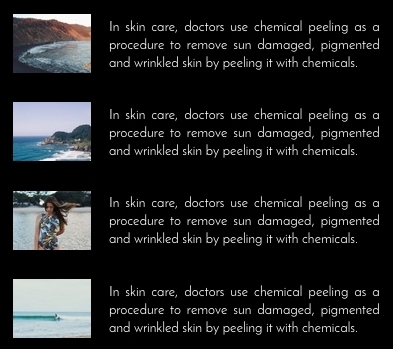 In skin care, doctors use chemical peeling as a
procedure to remove sun damaged, pigmented
and wrinkled skin by peeling it with chemicals.
In skin care, doctors use chemical peeling as a
procedure to remove sun damaged, pigmented
and wrinkled skin by peeling it with chemicals.
In skin care, doctors use chemical peeling as a
procedure to remove sun damaged, pigmented
and wrinkled skin by peeling it with chemicals.
In skin care, doctors use chemical peeling as a
procedure to remove sun damaged, pigmented
and wrinkled skin by peeling it with chemicals.